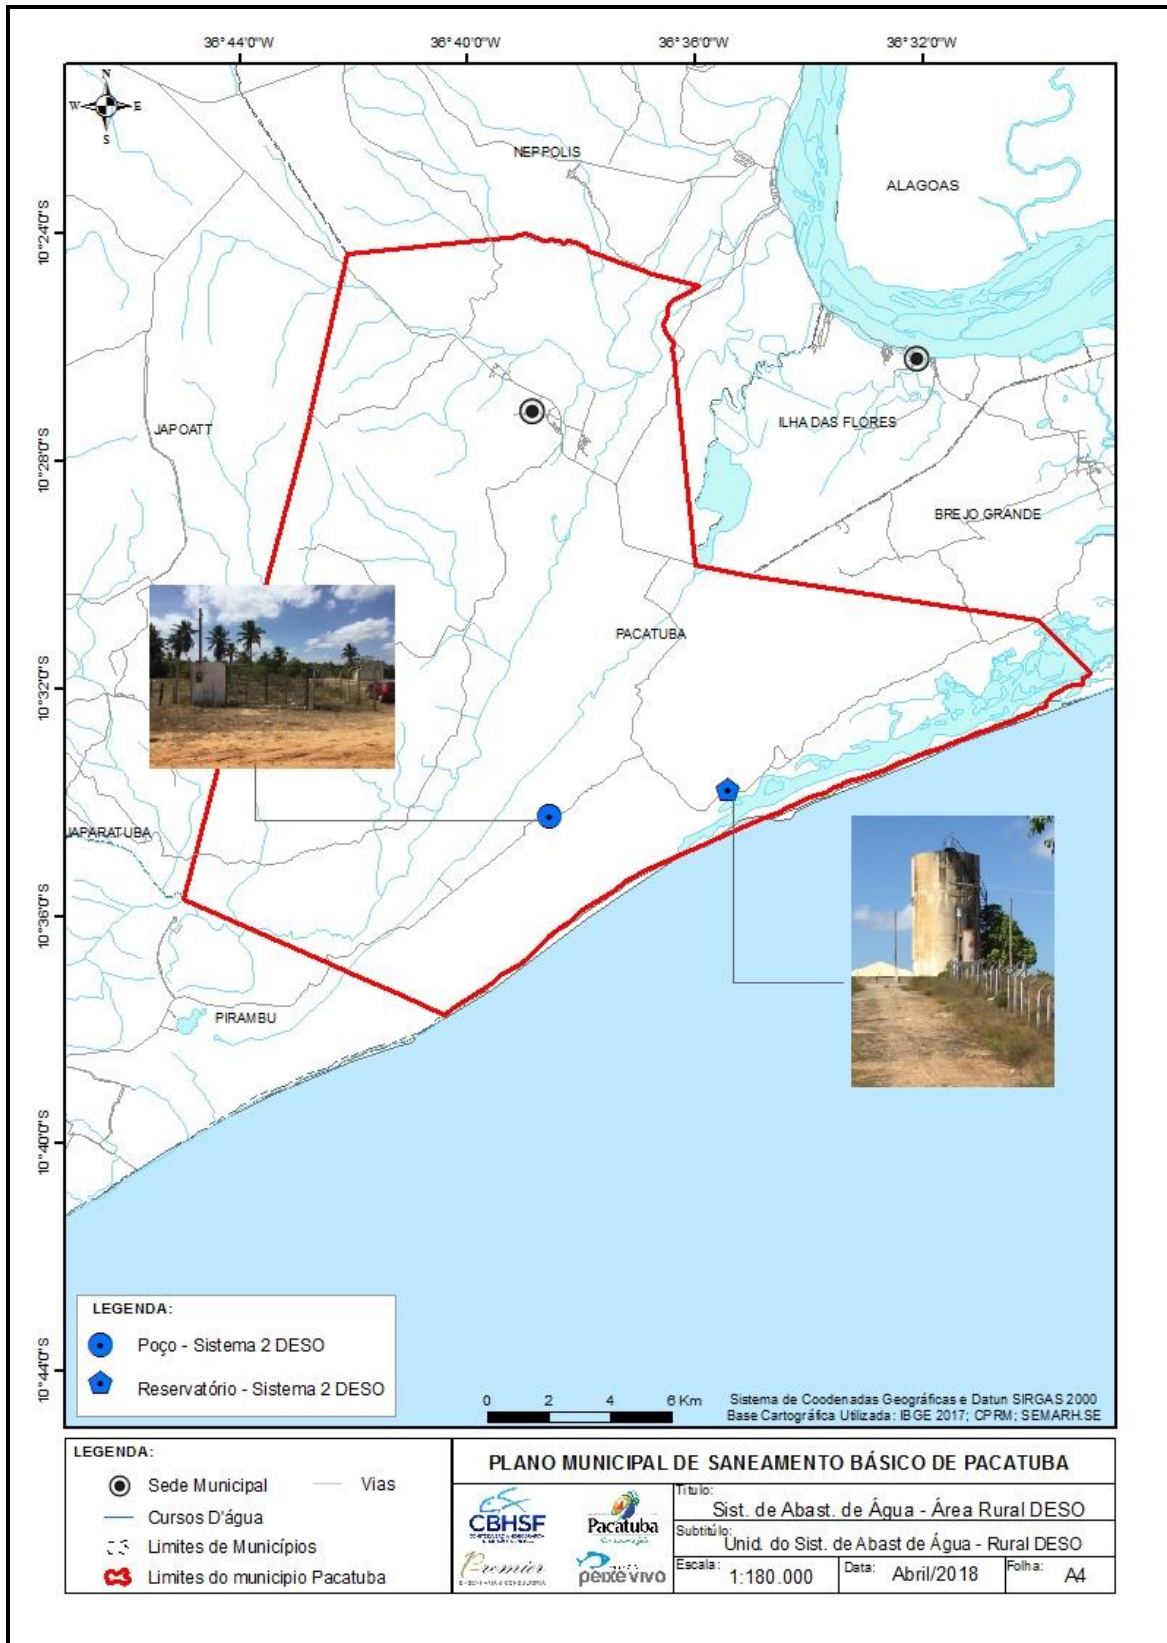 36°44'0"W 36°40'0"W 36°36'0"W 36°32'0"W
N
W E
S
10°24'0"S
10°28'0"S
10°32'0"S
10°36'0"S
10°40'0"S
10°44'0"S
NEPPOLIS
ALAGOAS
JAPOATT
ILHA DAS FLORES
BREJO GRANDE
PACATUBA
JAPARATUBA
PIRAMBU
LEGENDA:
Poço - Sistema 2 DESO
Reservatório - Sistema 2 DESO
0 2 4 6 Km
Sistema de Coodenadas Geográficas e Datun SIRGAS 2000
Base Cartográfica Utilizada: IBGE 2017; CPRM; SEMARH.SE
LEGENDA:
Sede Municipal Vias
Cursos D'água
Limites de Municípios
Limites do municipio Pacatuba
PLANO MUNICIPAL DE SANEAMENTO BÁSICO DE PACATUBA
CBHSF
Pacatuba
Premier
peixe vivo
Título:
Sist. de Abast. de Água - Área Rural DESO
Subtitúlo:
Unid. do Sist. de Abast de Água - Rural DESO
Escala: 1:180.000
Data: Abril/2018
Folha: A4